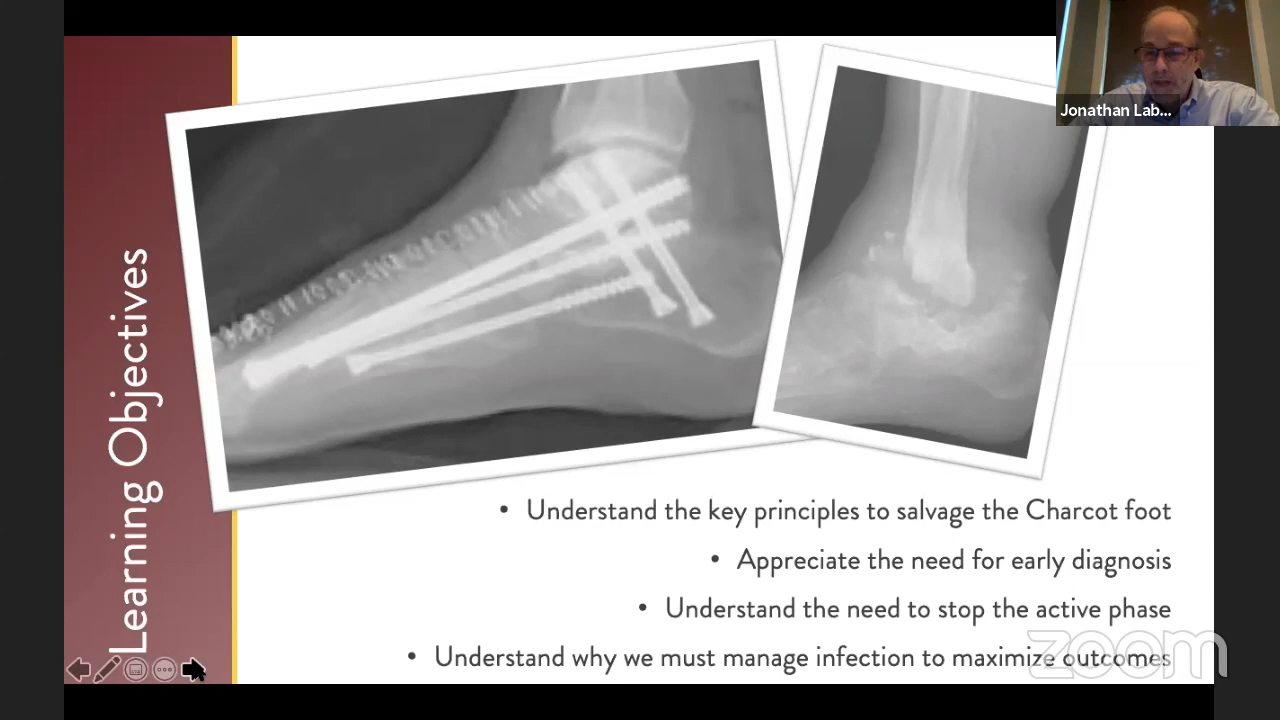 Jonathan Lab...
Learning Objectives
• Understand the key principles to salvage the Charcot foot
• Appreciate the need for early diagnosis
• Understand the need to stop the active phase
• Understand why we must manage infection to maximize outcomes
zoom